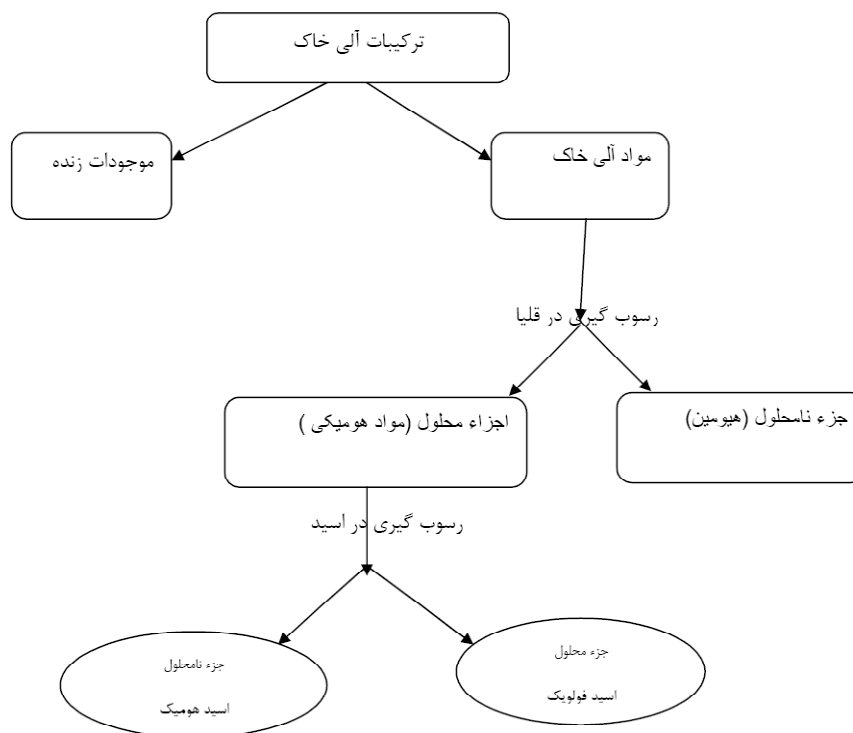 ترکیبات آلی خاک
مواد آلی خاک
موجودات زنده
رسوب گیری در قلیا
جزء نامحلول (هیومین)
اجزاء محلول (مواد هومیکی )
رسوب گیری در اسید
جزء محلول
اسید فولویک
جزء نامحلول
اسید هومیک